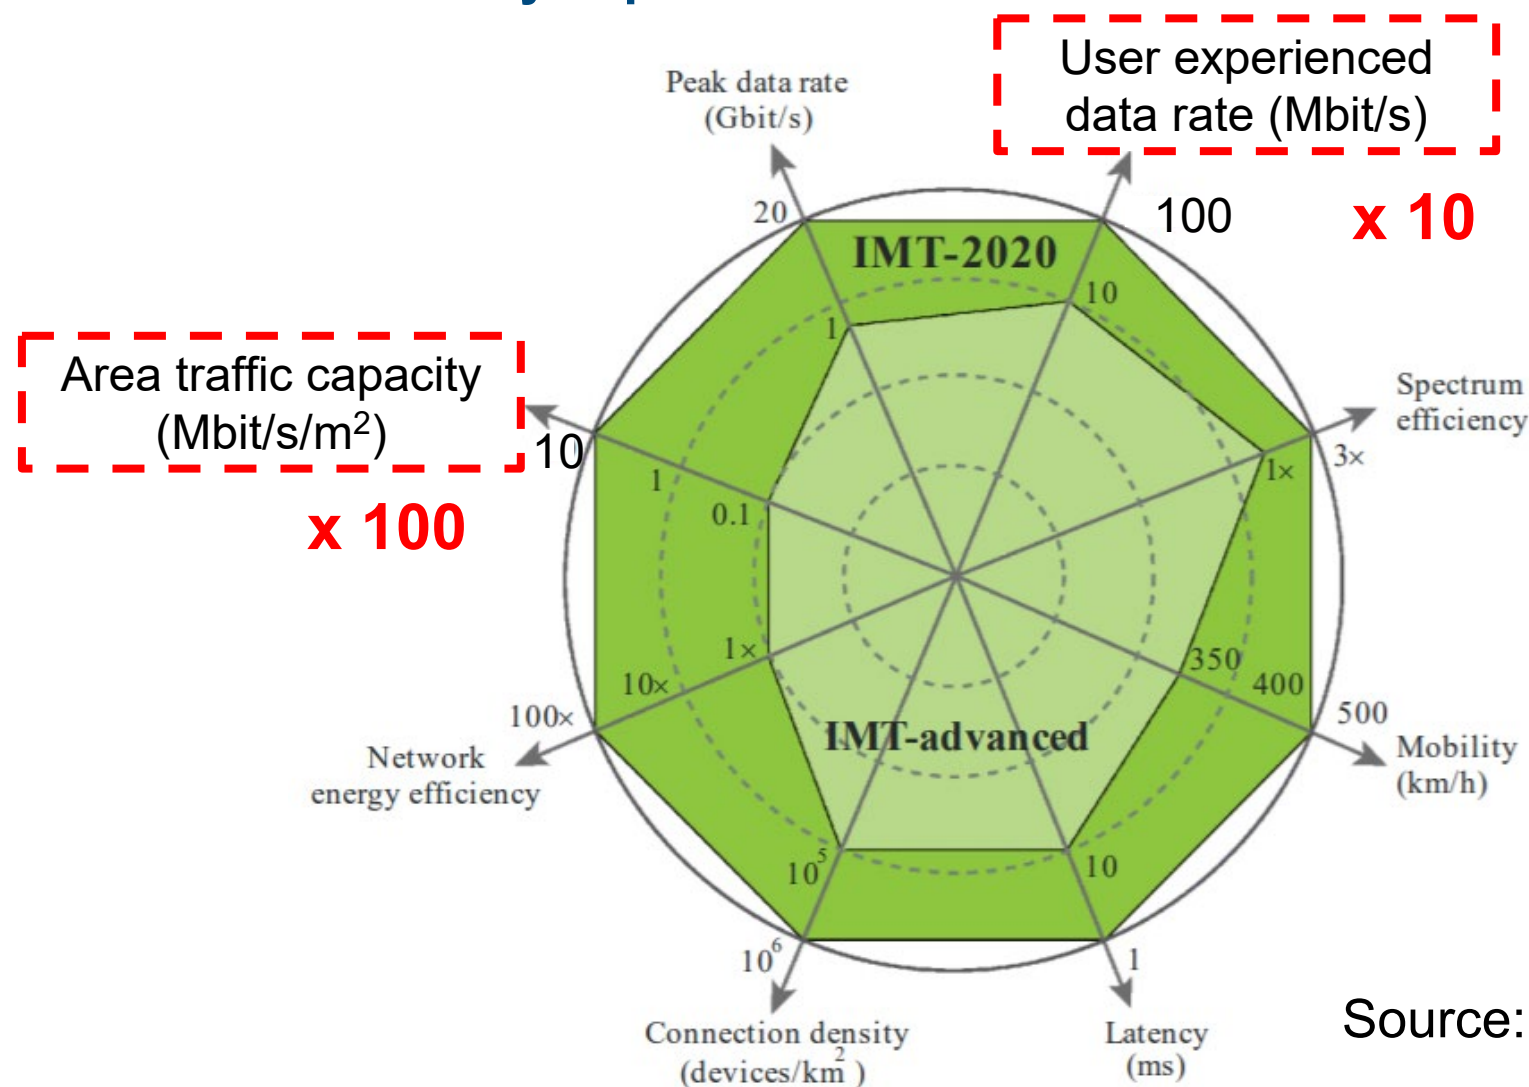 User experienced
data rate (Mbit/s)
Peak data rate
(Gbit/s)
20
100
x 10
IMT-2020
10
1
Area traffic capacity
(Mbit/s/m²)
10
x 100
1
0.1
Spectrum
efficiency
1×
3×
1×
10×
100×
Network
energy efficiency
350
400
500
Mobility
(km/h)
IMT-advanced
10⁵
10
10⁶
1
Connection density
(devices/km²)
Latency
(ms)
Source: